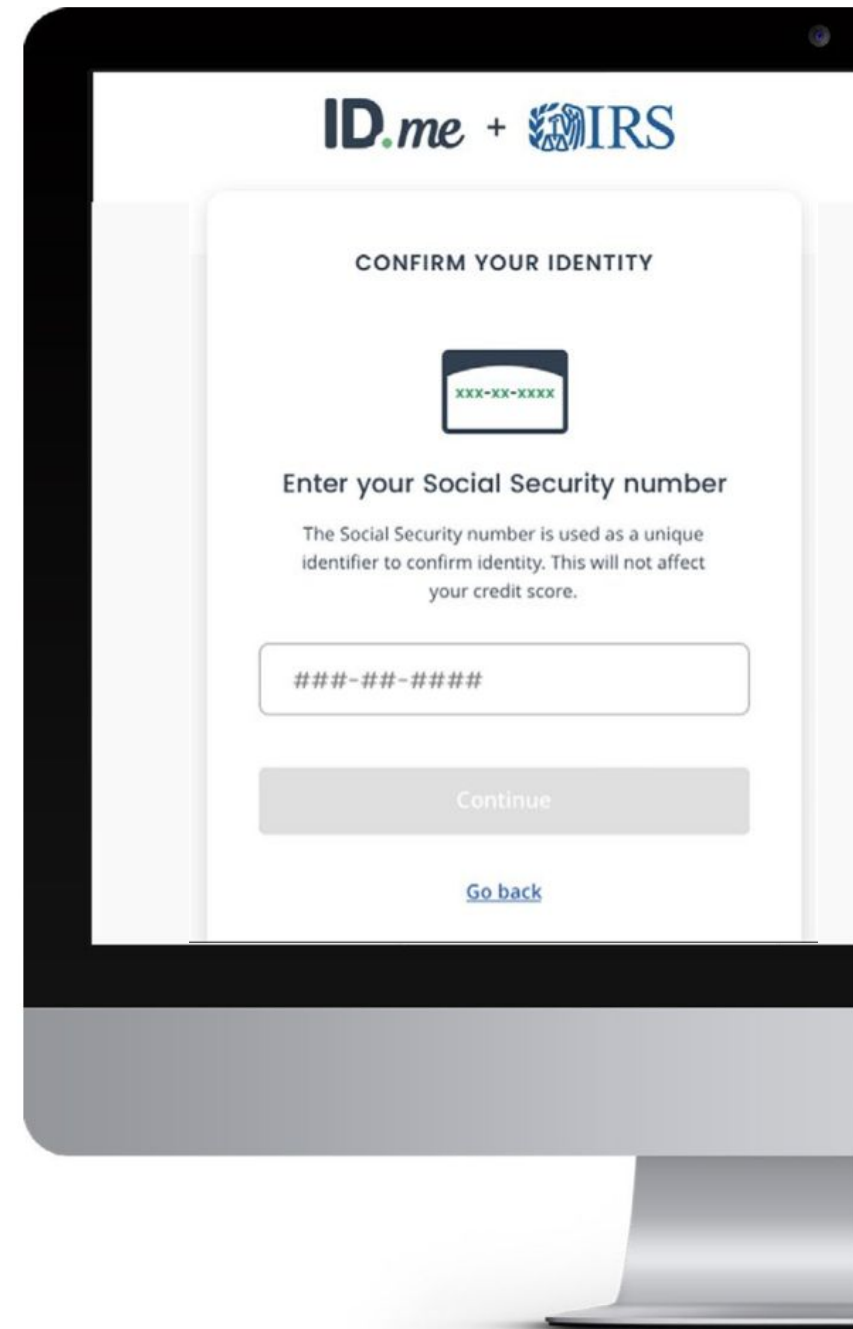 ID.me + IRS
CONFIRM YOUR IDENTITY
xxx-xx-xxxx
Enter your Social Security number
The Social Security number is used as a unique
identifier to confirm identity. This will not affect
your credit score.
###-##-####
Continue
Go back